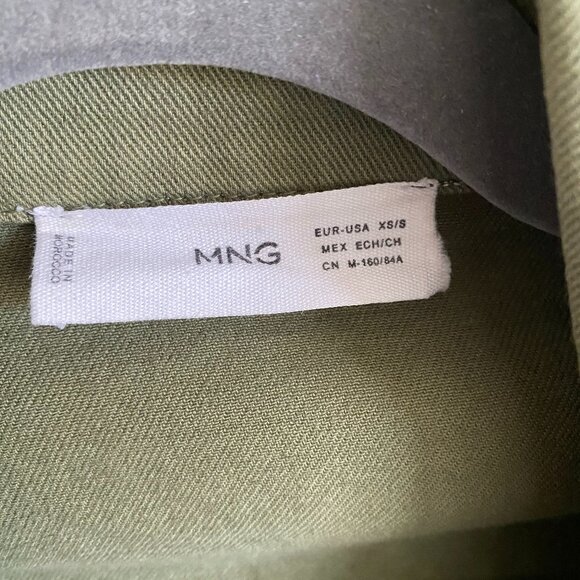 MADE IN
MOROCCO
MNG
EUR-USA XS/S
MEX ECH/CH
CN M-160/84A